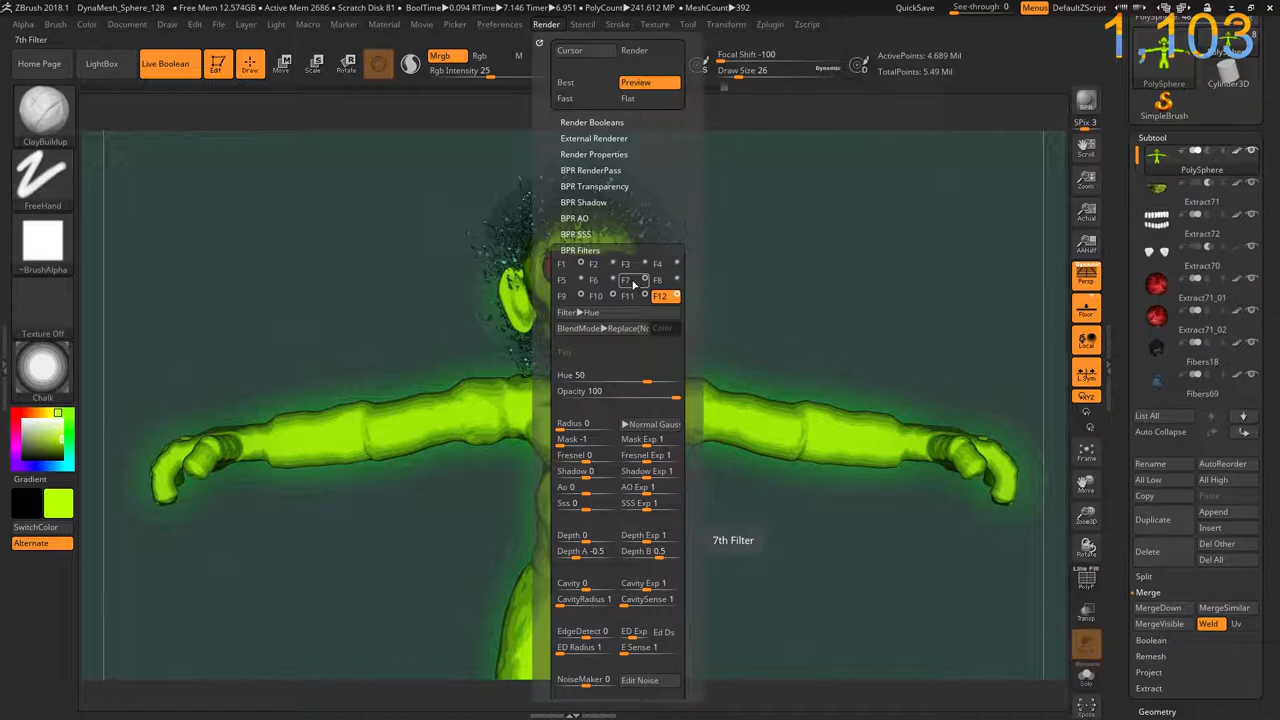 ZBrush 2018.1
DynaMesh_Sphere_128
• Free Mem 12.574GB • Active Mem 2686 • Scratch Disk 81 • BoolTime▶0.094 RTime▶7.146 Timer▶6.951 • PolyCount▶241.612 MP • MeshCount▶392
QuickSave
See-through 0
Menus
DefaultZScript
Alpha Brush Color Document Draw Edit File Layer Light Macro Marker Material Movie Picker Preferences Render Stencil Stroke Texture Tool Transform Zplugin Zscript
1,103
7th Filter
Home Page
LightBox
Live Boolean
Edit
Draw
Move
Scale
Rotate
Mrgb
Rgb
M
Rgb Intensity 25
Cursor
Render
Best
Preview
Fast
Flat
Focal Shift -100
Draw Size 26
Dynamic
ActivePoints: 4.689 Mil
TotalPoints: 5.49 Mil
Render Booleans
External Renderer
Render Properties
BPR RenderPass
BPR Transparency
BPR Shadow
BPR AO
BPR SSS
BPR Filters
F1 F2 F3 F4
F5 F6 F7 F8
F9 F10 F11 F12
Filter▶Hue
Color
Hue 50
Opacity 100
Radius 0
Mask -1
Mask Exp 1
Fresnel 0
Fresnel Exp 1
Shadow 0
Shadow Exp 1
Ao 0
AO Exp 1
Sss 0
SSS Exp 1
Depth 0
Depth Exp 1
Depth A -0.5
Depth B 0.5
Cavity 0
Cavity Exp 1
CavityRadius 1
CavitySense 1
EdgeDetect 0
ED Exp
Ed Ds
ED Radius 1
E Sense 1
NoiseMaker 0
Edit Noise
7th Filter
ClayBuildup
FreeHand
~BrushAlpha
Texture Off
Chalk
Gradient
SwitchColor
Alternate
BPR
SPix 3
Scroll
Zoom
Actual
AAHalf
Dynamic
Persp
Floor
Local
L.Sym
Frame
Move
Zoom3D
Rotate
Line Fill
PolyF
Transp
Dynamic
Solo
Xpose
PolySphere
8
Cylinder3D
SimpleBrush
Subtool
PolySphere
Extract71
Extract72
Extract70
Extract71_01
Extract71_02
Fibers18
Fibers69
List All
Auto Collapse
Rename
AutoReorder
All Low
All High
Copy
Paste
Duplicate
Append
Insert
Delete
Del Other
Del All
Split
Merge
MergeDown
MergeSimilar
MergeVisible
Weld
Uv
Boolean
Remesh
Project
Extract
Geometry